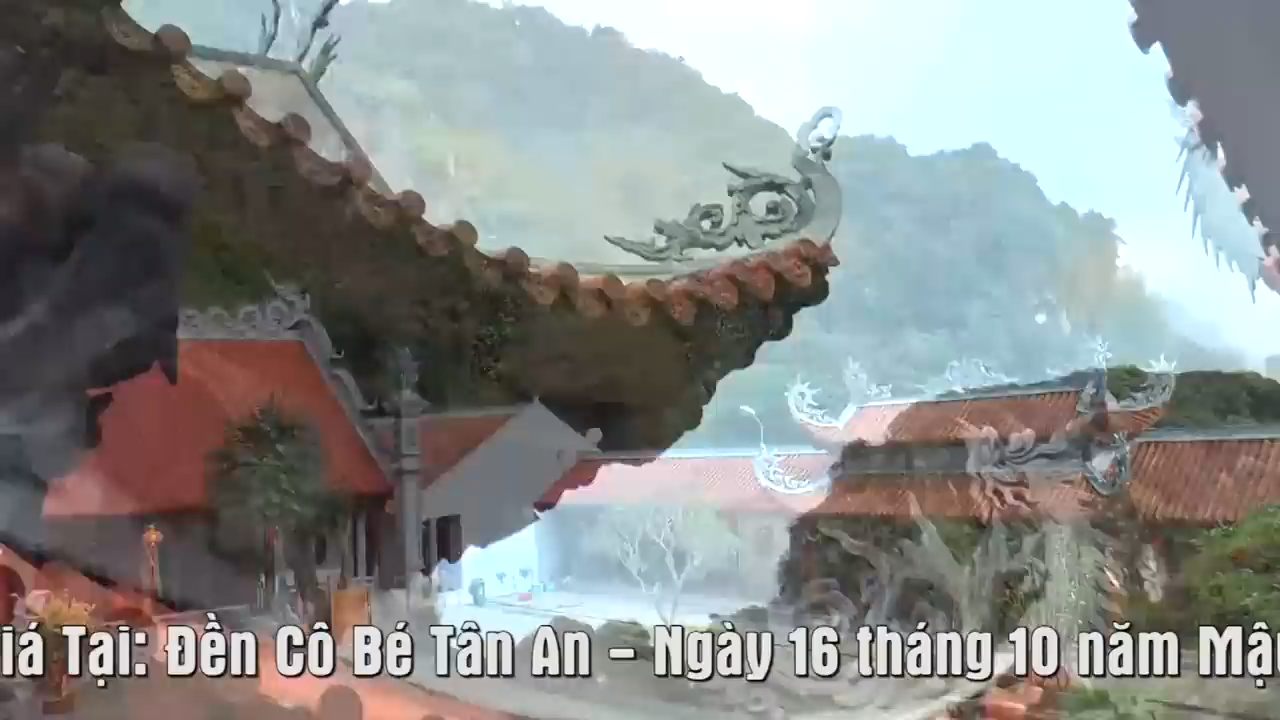 iá Tại: Đền Cô Bé Tân An – Ngày 16 tháng 10 năm Mậ